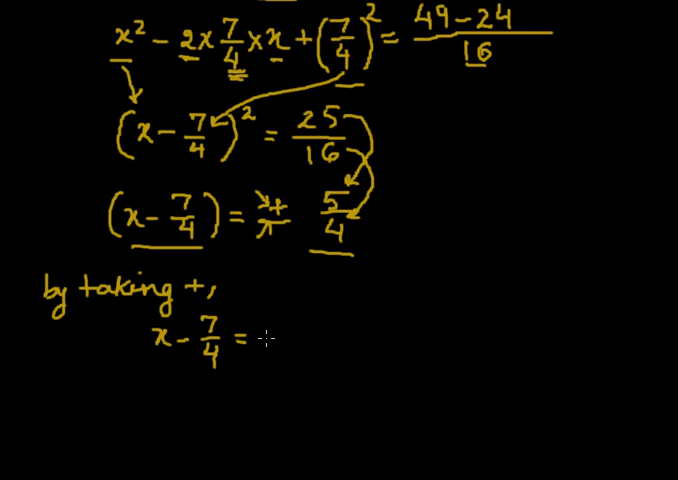 x² - 2 × 7/4 × x + (7/4)² = 49 - 24 / 16
(x - 7/4)² = 25/16
(x - 7/4) = ± 5/4
by taking +,
x - 7/4 =